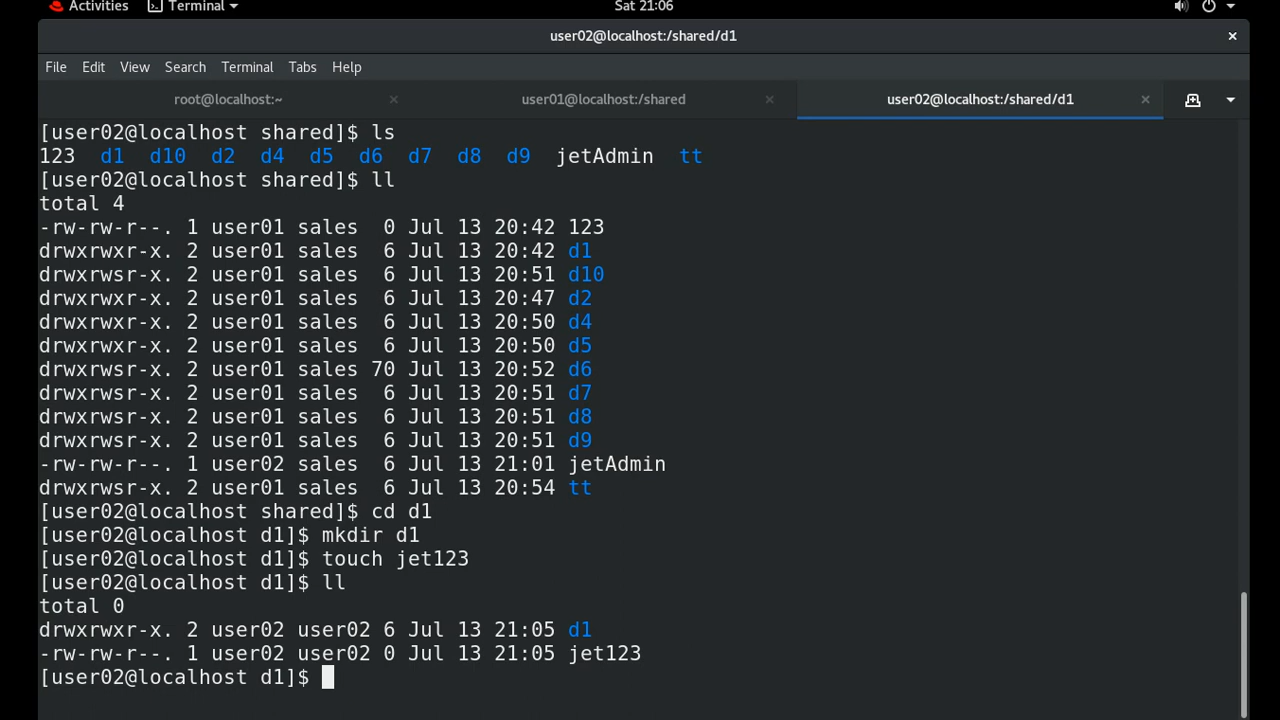 Activities Terminal Sat 21:06
user02@localhost:/shared/d1 ×
File Edit View Search Terminal Tabs Help
root@localhost:~ × user01@localhost:/shared × user02@localhost:/shared/d1 ×
[user02@localhost shared]$ ls
123 d1 d10 d2 d4 d5 d6 d7 d8 d9 jetAdmin tt
[user02@localhost shared]$ ll
total 4
-rw-rw-r--. 1 user01 sales 0 Jul 13 20:42 123
drwxrwxr-x. 2 user01 sales 6 Jul 13 20:42 d1
drwxrwsr-x. 2 user01 sales 6 Jul 13 20:51 d10
drwxrwxr-x. 2 user01 sales 6 Jul 13 20:47 d2
drwxrwxr-x. 2 user01 sales 6 Jul 13 20:50 d4
drwxrwxr-x. 2 user01 sales 6 Jul 13 20:50 d5
drwxrwsr-x. 2 user01 sales 70 Jul 13 20:52 d6
drwxrwsr-x. 2 user01 sales 6 Jul 13 20:51 d7
drwxrwsr-x. 2 user01 sales 6 Jul 13 20:51 d8
drwxrwsr-x. 2 user01 sales 6 Jul 13 20:51 d9
-rw-rw-r--. 1 user02 sales 6 Jul 13 21:01 jetAdmin
drwxrwsr-x. 2 user01 sales 6 Jul 13 20:54 tt
[user02@localhost shared]$ cd d1
[user02@localhost d1]$ mkdir d1
[user02@localhost d1]$ touch jet123
[user02@localhost d1]$ ll
total 0
drwxrwxr-x. 2 user02 user02 6 Jul 13 21:05 d1
-rw-rw-r--. 1 user02 user02 0 Jul 13 21:05 jet123
[user02@localhost d1]$